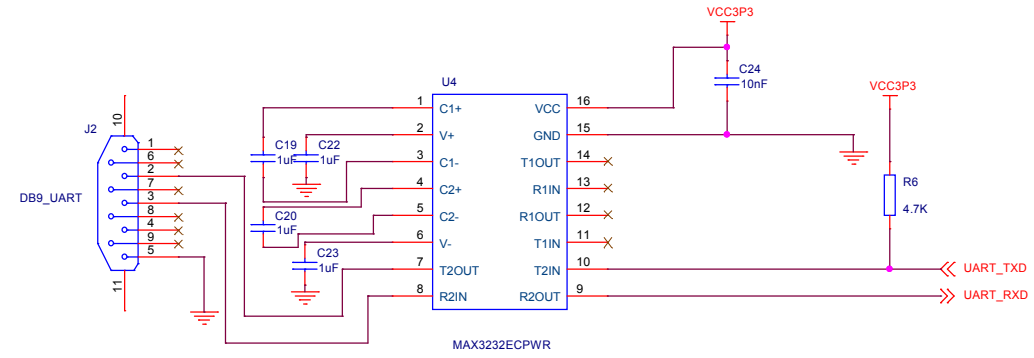 VCC3P3
U4
C24
10nF
VCC3P3
J2
10
1
6
2
7
3
8
4
9
5
11
DB9_UART
C19
1uF
C22
1uF
C20
1uF
C23
1uF
1 C1+ VCC 16
2 V+ GND 15
3 C1- T1OUT 14
4 C2+ R1IN 13
5 C2- R1OUT 12
6 V- T1IN 11
7 T2OUT T2IN 10
8 R2IN R2OUT 9
R6
4.7K
UART_TXD
UART_RXD
MAX3232ECPWR